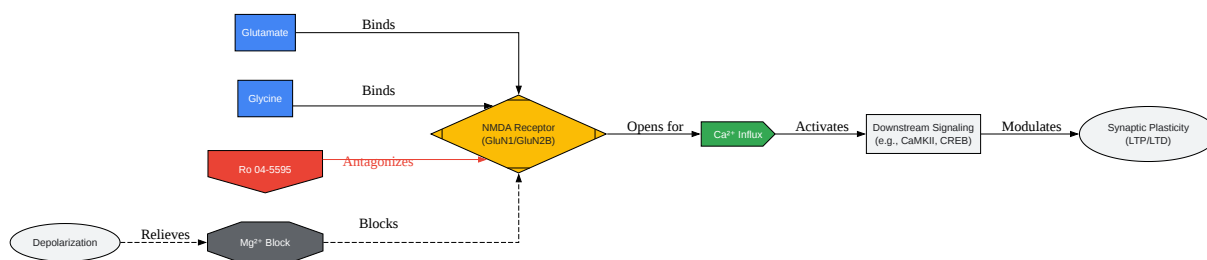 Glutamate
Binds
Glycine
Binds
NMDA Receptor
(GluN1/GluN2B)
Opens for
Ca²⁺ Influx
Activates
Downstream Signaling
(e.g., CaMKII, CREB)
Modulates
Synaptic Plasticity
(LTP/LTD)
Ro 04-5595
Antagonizes
Depolarization
Relieves
Mg²⁺ Block
Blocks